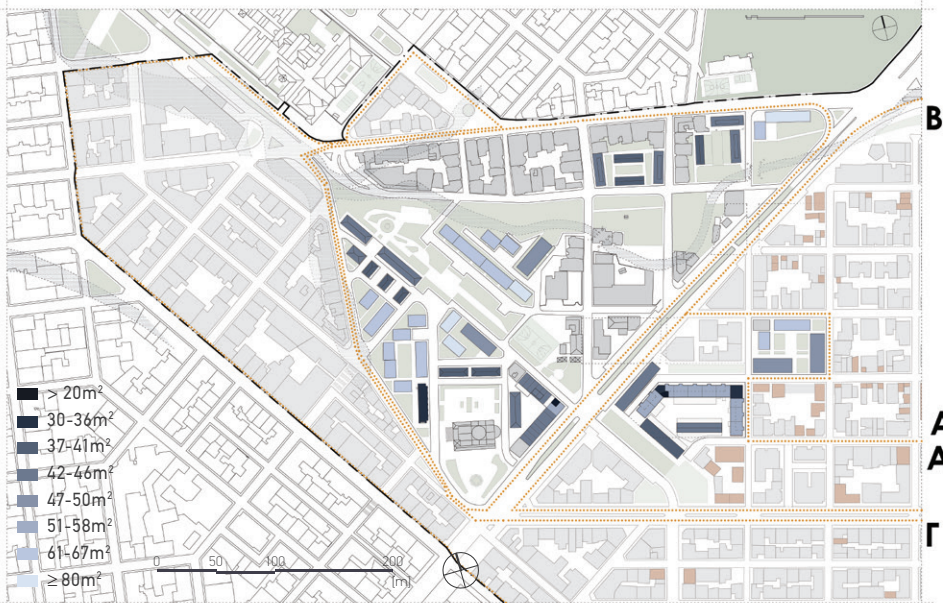 B
> 20m²
30-36m²
37-41m²
42-46m²
47-50m²
51-58m²
61-67m²
≥ 80m²
0 50 100 200
[m]
A
A
Γ